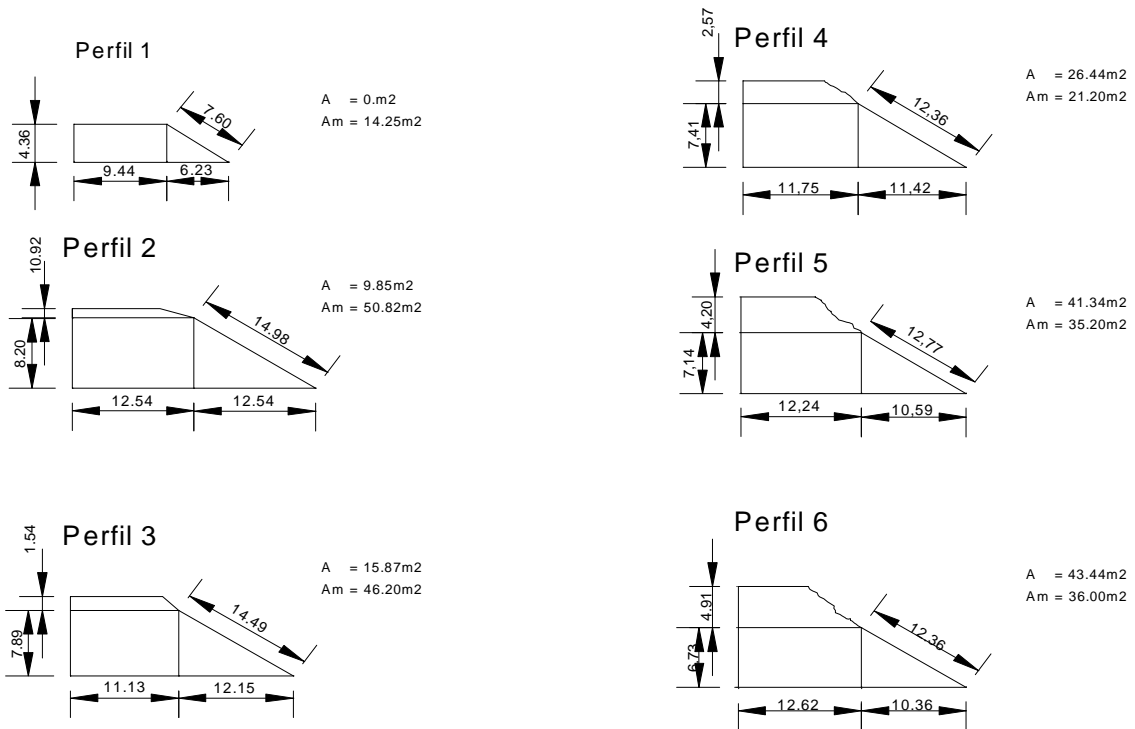 Perfil 1
7.60
4.36
9.44
6.23
A = 0.m2
Am = 14.25m2
Perfil 2
10.92
8.20
14.98
12.54
12.54
A = 9.85m2
Am = 50.82m2
Perfil 3
1.54
7.89
14.49
11.13
12.15
A = 15.87m2
Am = 46.20m2
Perfil 4
2,57
7,41
12,36
11,75
11,42
A = 26.44m2
Am = 21.20m2
Perfil 5
4,20
7,14
12,77
12,24
10,59
A = 41.34m2
Am = 35.20m2
Perfil 6
4.91
6.73
12.36
12.62
10.36
A = 43.44m2
Am = 36.00m2